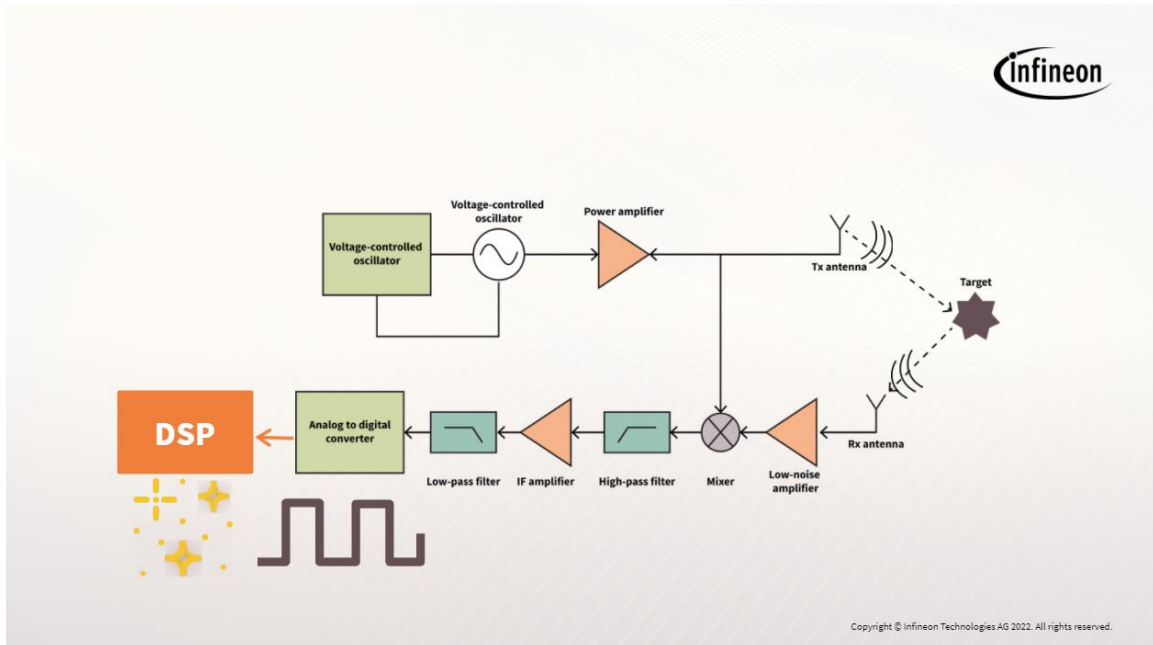 infineon
Voltage-controlled
oscillator
Power amplifier
Voltage-controlled
oscillator
Tx antenna
Target
DSP
Analog to digital
converter
Rx antenna
Low-pass filter
IF amplifier
High-pass filter
Mixer
Low-noise
amplifier
Copyright © Infineon Technologies AG 2022. All rights reserved.